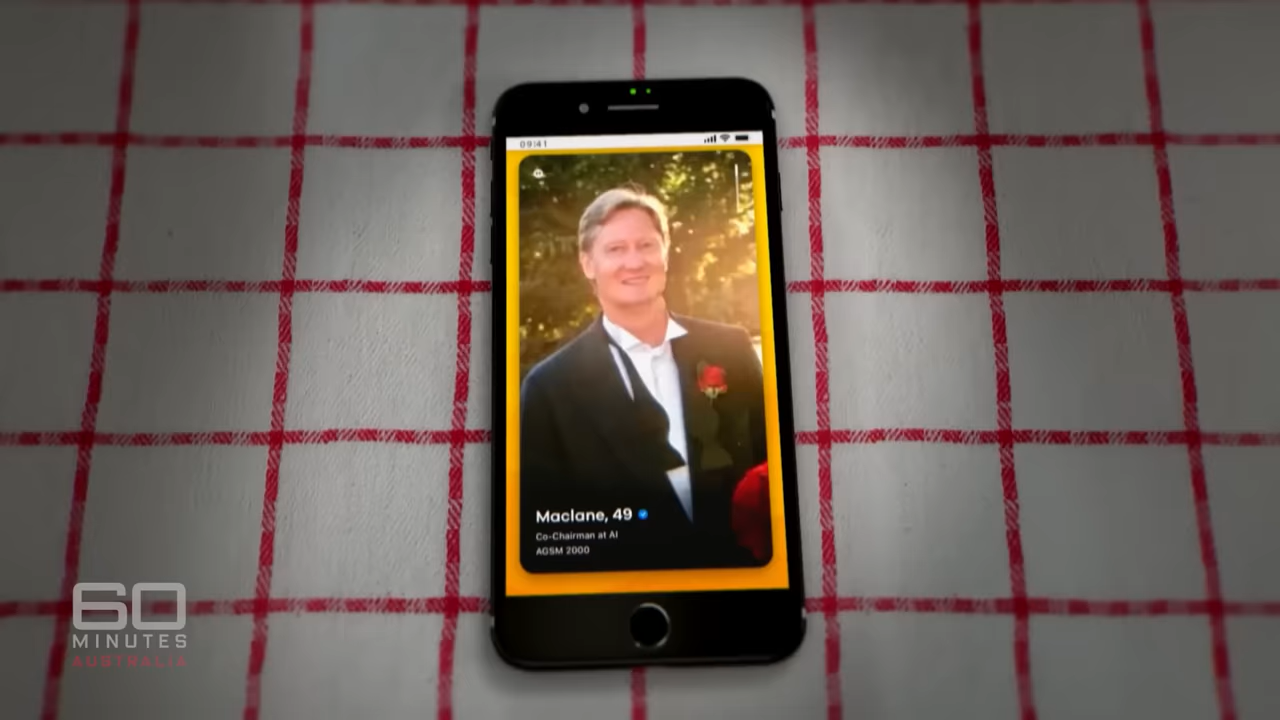 09:41
Maclane, 49
Co-Chairman at AI
AGSM 2000
60
MINUTES
AUSTRALIA